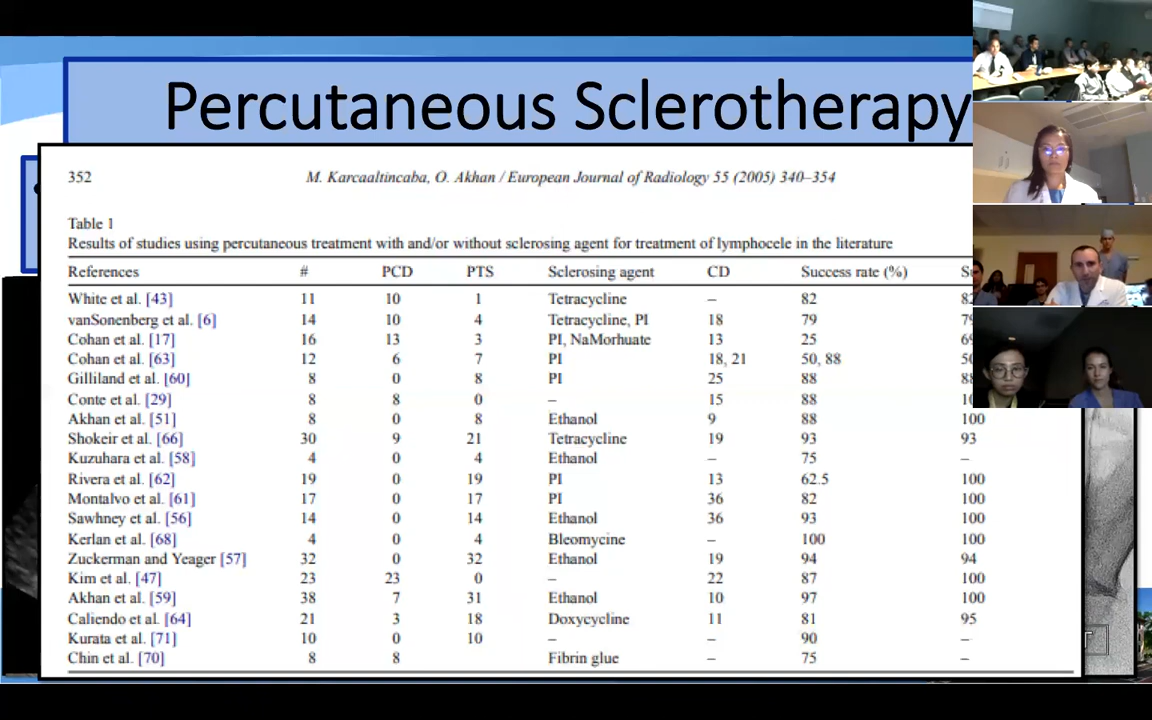 Percutaneous Sclerotherapy
352 M. Karcaaltincaba, O. Akhan / European Journal of Radiology 55 (2005) 340–354
Table 1
Results of studies using percutaneous treatment with and/or without sclerosing agent for treatment of lymphocele in the literature
References # PCD PTS Sclerosing agent CD Success rate (%)
White et al. [43] 11 10 1 Tetracycline – 82
vanSonenberg et al. [6] 14 10 4 Tetracycline, PI 18 79
Cohan et al. [17] 16 13 3 PI, NaMorhuate 13 25
Cohan et al. [63] 12 6 7 PI 18, 21 50, 88
Gilliland et al. [60] 8 0 8 PI 25 88
Conte et al. [29] 8 8 0 – 15 88
Akhan et al. [51] 8 0 8 Ethanol 9 88 100
Shokeir et al. [66] 30 9 21 Tetracycline 19 93 93
Kuzuhara et al. [58] 4 0 4 Ethanol – 75 –
Rivera et al. [62] 19 0 19 PI 13 62.5 100
Montalvo et al. [61] 17 0 17 PI 36 82 100
Sawhney et al. [56] 14 0 14 Ethanol 36 93 100
Kerlan et al. [68] 4 0 4 Bleomycine – 100 100
Zuckerman and Yeager [57] 32 0 32 Ethanol 19 94 94
Kim et al. [47] 23 23 0 – 22 87 100
Akhan et al. [59] 38 7 31 Ethanol 10 97 100
Caliendo et al. [64] 21 3 18 Doxycycline 11 81 95
Kurata et al. [71] 10 0 10 – – 90 –
Chin et al. [70] 8 8 Fibrin glue – 75 –